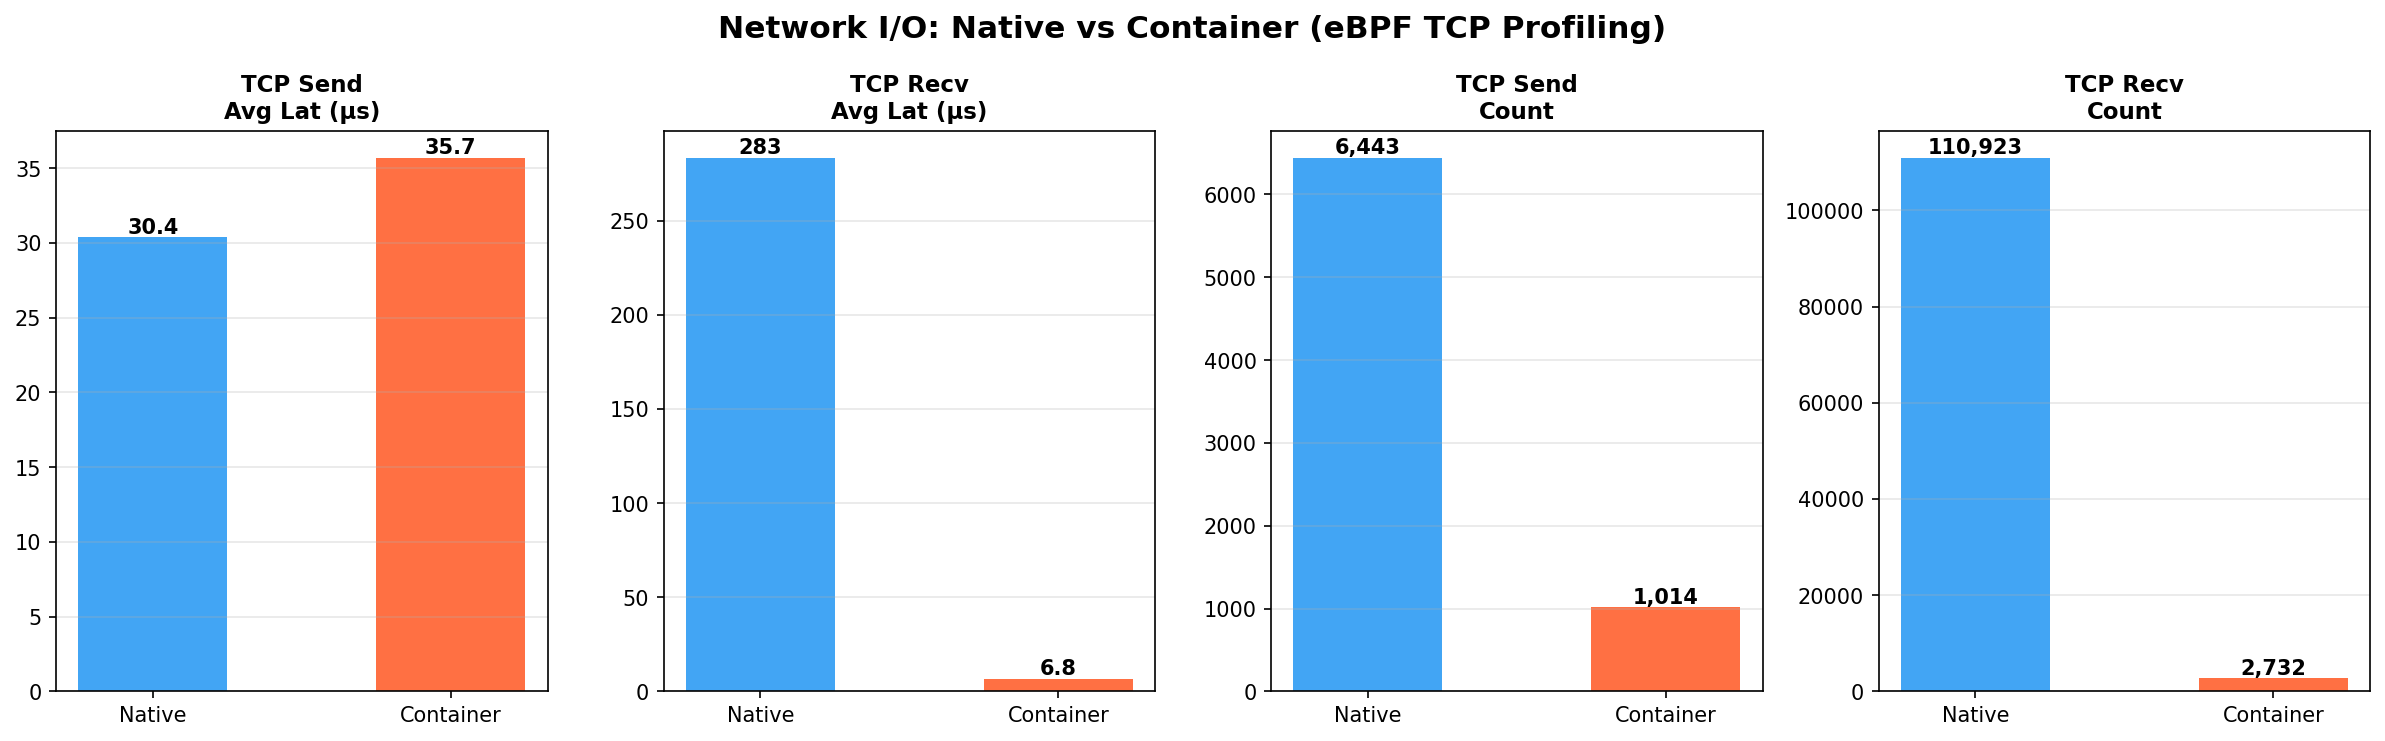 Network I/O: Native vs Container (eBPF TCP Profiling)
TCP Send
Avg Lat (µs)
35.7
30.4
35
30
25
20
15
10
5
0
Native
Container
TCP Recv
Avg Lat (µs)
283
6.8
250
200
150
100
50
0
Native
Container
TCP Send
Count
6,443
1,014
6000
5000
4000
3000
2000
1000
0
Native
Container
TCP Recv
Count
110,923
2,732
100000
80000
60000
40000
20000
0
Native
Container